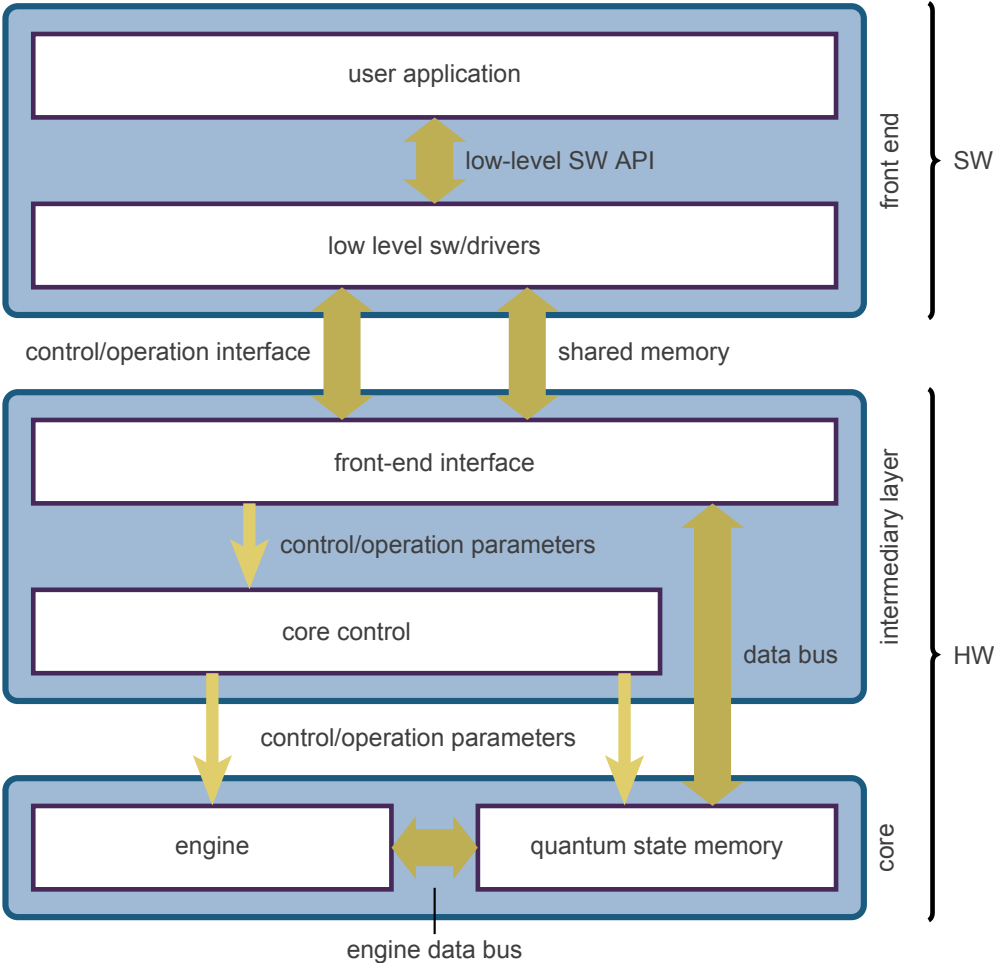 user application
low-level SW API
front end
SW
low level sw/drivers
control/operation interface
shared memory
front-end interface
control/operation parameters
intermediary layer
core control
data bus
HW
control/operation parameters
engine
quantum state memory
core
engine data bus